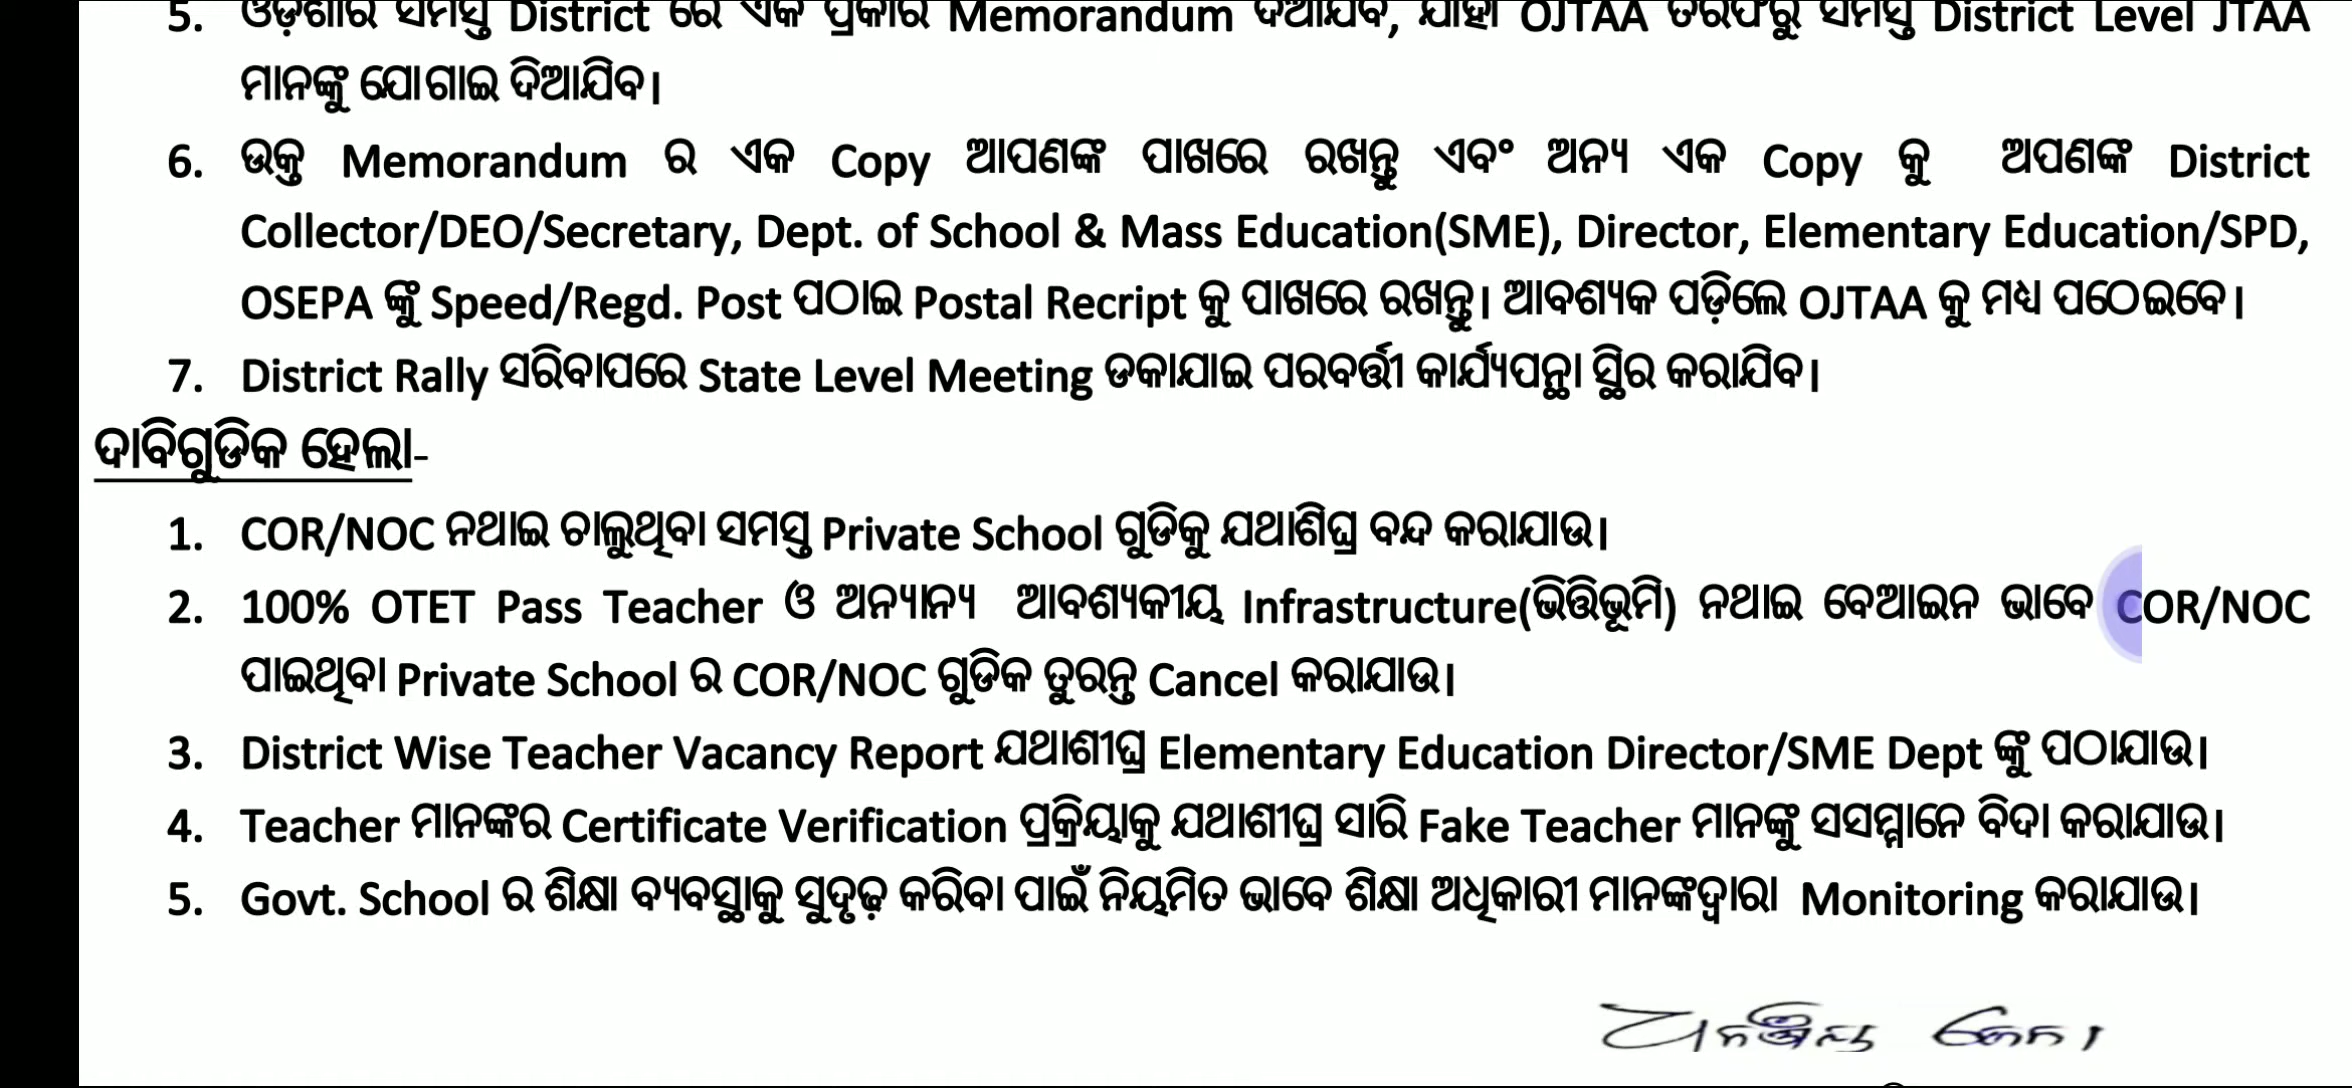 5. ଓଡ଼ିଶାର ସମସ୍ତ District ରେ ଏକ ପ୍ରକାର Memorandum ଦିଆଯିବ, ଯାହା OJTAA ତରଫରୁ ସମସ୍ତ District Level JTAA
ମାନଙ୍କୁ ଯୋଗାଇ ଦିଆଯିବ।
6. ଉକ୍ତ Memorandum ର ଏକ Copy ଆପଣଙ୍କ ପାଖରେ ରଖନ୍ତୁ ଏବଂ ଅନ୍ୟ ଏକ Copy କୁ ଅପଣଙ୍କ District
Collector/DEO/Secretary, Dept. of School & Mass Education(SME), Director, Elementary Education/SPD,
OSEPA ଙ୍କୁ Speed/Regd. Post ପଠାଇ Postal Recript କୁ ପାଖରେ ରଖନ୍ତୁ। ଆବଶ୍ୟକ ପଡ଼ିଲେ OJTAA କୁ ମଧ୍ୟ ପଠେଇବେ।
7. District Rally ସରିବାପରେ State Level Meeting ଡକାଯାଇ ପରବର୍ତ୍ତୀ କାର୍ଯ୍ୟପନ୍ଥା ସ୍ଥିର କରାଯିବ।
ଦାବିଗୁଡିକ ହେଲା-
1. COR/NOC ନଥାଇ ଚାଲୁଥିବା ସମସ୍ତ Private School ଗୁଡିକୁ ଯଥାଶିଘ୍ର ବନ୍ଦ କରାଯାଉ।
2. 100% OTET Pass Teacher ଓ ଅନ୍ୟାନ୍ୟ ଆବଶ୍ୟକୀୟ Infrastructure(ଭିତ୍ତିଭୂମି) ନଥାଇ ବେଆଇନ ଭାବେ COR/NOC
ପାଇଥିବା Private School ର COR/NOC ଗୁଡିକ ତୁରନ୍ତ Cancel କରାଯାଉ।
3. District Wise Teacher Vacancy Report ଯଥାଶୀଘ୍ର Elementary Education Director/SME Dept ଙ୍କୁ ପଠାଯାଉ।
4. Teacher ମାନଙ୍କର Certificate Verification ପ୍ରକ୍ରିୟାକୁ ଯଥାଶୀଘ୍ର ସାରି Fake Teacher ମାନଙ୍କୁ ସସମ୍ମାନେ ବିଦା କରାଯାଉ।
5. Govt. School ର ଶିକ୍ଷା ବ୍ୟବସ୍ଥାକୁ ସୁଦୃଢ଼ କରିବା ପାଇଁ ନିୟମିତ ଭାବେ ଶିକ୍ଷା ଅଧିକାରୀ ମାନଙ୍କଦ୍ୱାରା Monitoring କରାଯାଉ।